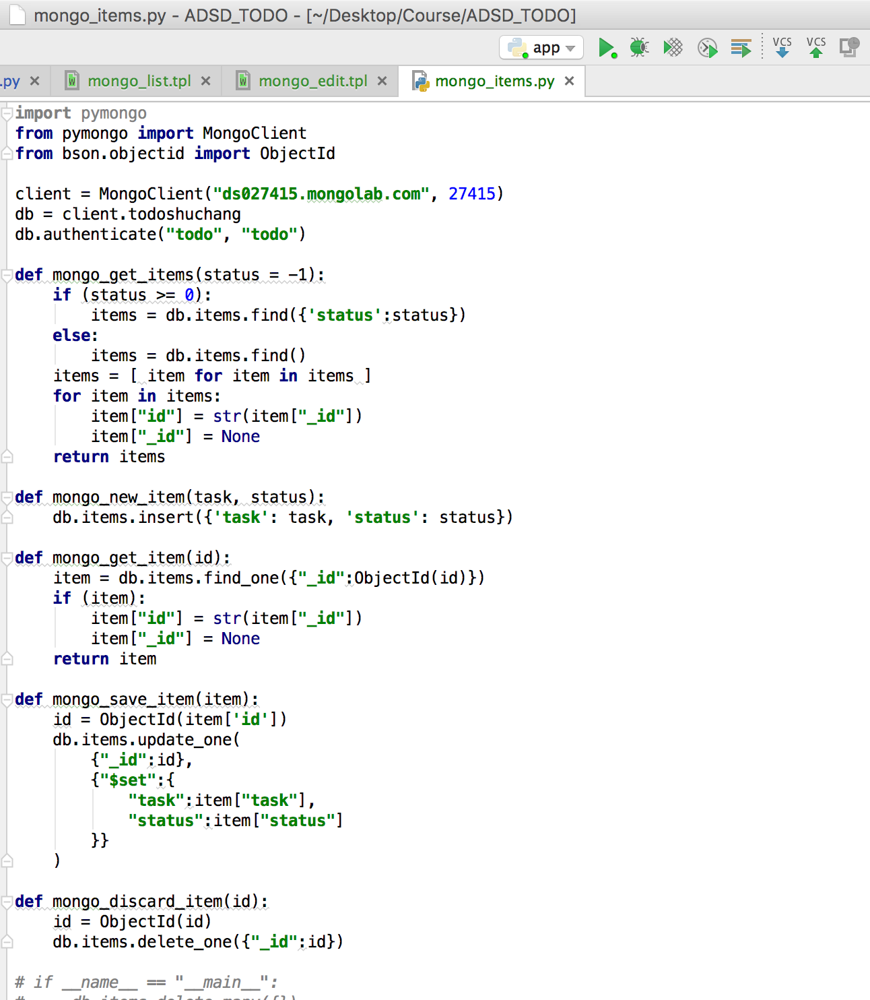 mongo_items.py - ADSD_TODO - [~/Desktop/Course/ADSD_TODO]
app
VCS VCS
.py mongo_list.tpl mongo_edit.tpl mongo_items.py
import pymongo
from pymongo import MongoClient
from bson.objectid import ObjectId
client = MongoClient("ds027415.mongolab.com", 27415)
db = client.todoshuchang
db.authenticate("todo", "todo")
def mongo_get_items(status = -1):
    if (status >= 0):
        items = db.items.find({'status':status})
    else:
        items = db.items.find()
    items = [ item for item in items ]
    for item in items:
        item["id"] = str(item["_id"])
        item["_id"] = None
    return items
def mongo_new_item(task, status):
    db.items.insert({'task': task, 'status': status})
def mongo_get_item(id):
    item = db.items.find_one({"_id":ObjectId(id)})
    if (item):
        item["id"] = str(item["_id"])
        item["_id"] = None
    return item
def mongo_save_item(item):
    id = ObjectId(item['id'])
    db.items.update_one(
        {"_id":id},
        {"$set":{
            "task":item["task"],
            "status":item["status"]
        }}
    )
def mongo_discard_item(id):
    id = ObjectId(id)
    db.items.delete_one({"_id":id})
# if __name__ == "__main__":
#     db.items.delete_many({})